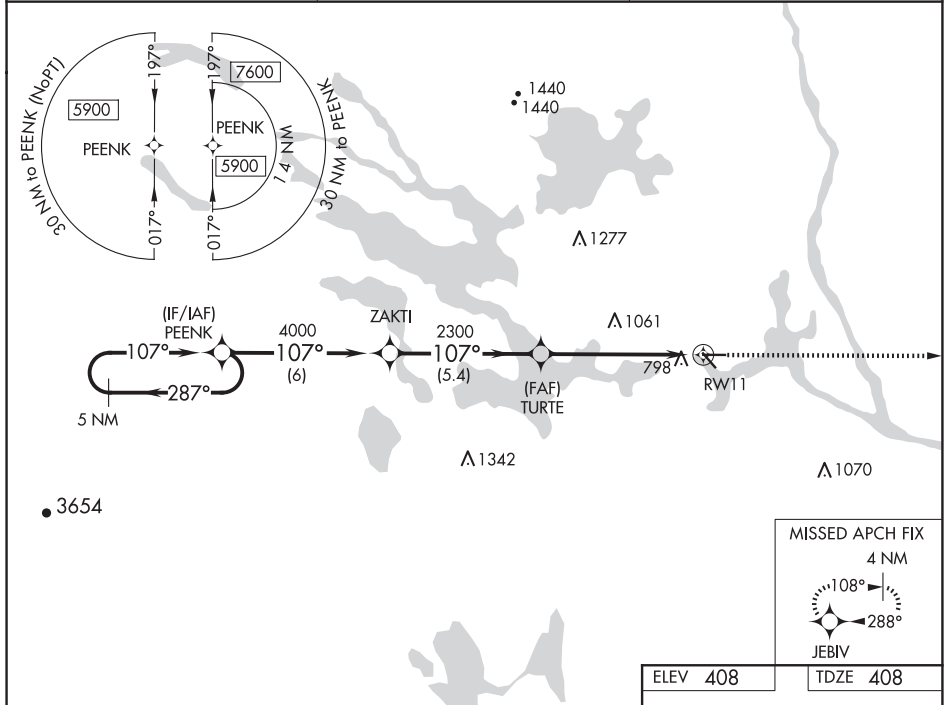 30 NM to PEENK (NoPT)
5900
197°
PEENK
017°
197°
7600
PEENK
5900
14 NM
017°
30 NM to PEENK
1440
1440
1277
(IF/IAF)
PEENK
107°
287°
5 NM
4000
107°
(6)
ZAKTI
2300
107°
(5.4)
(FAF)
TURTE
1061
798
RW11
1342
1070
3654
MISSED APCH FIX
4 NM
108°
288°
JEBIV
ELEV 408
TDZE 408